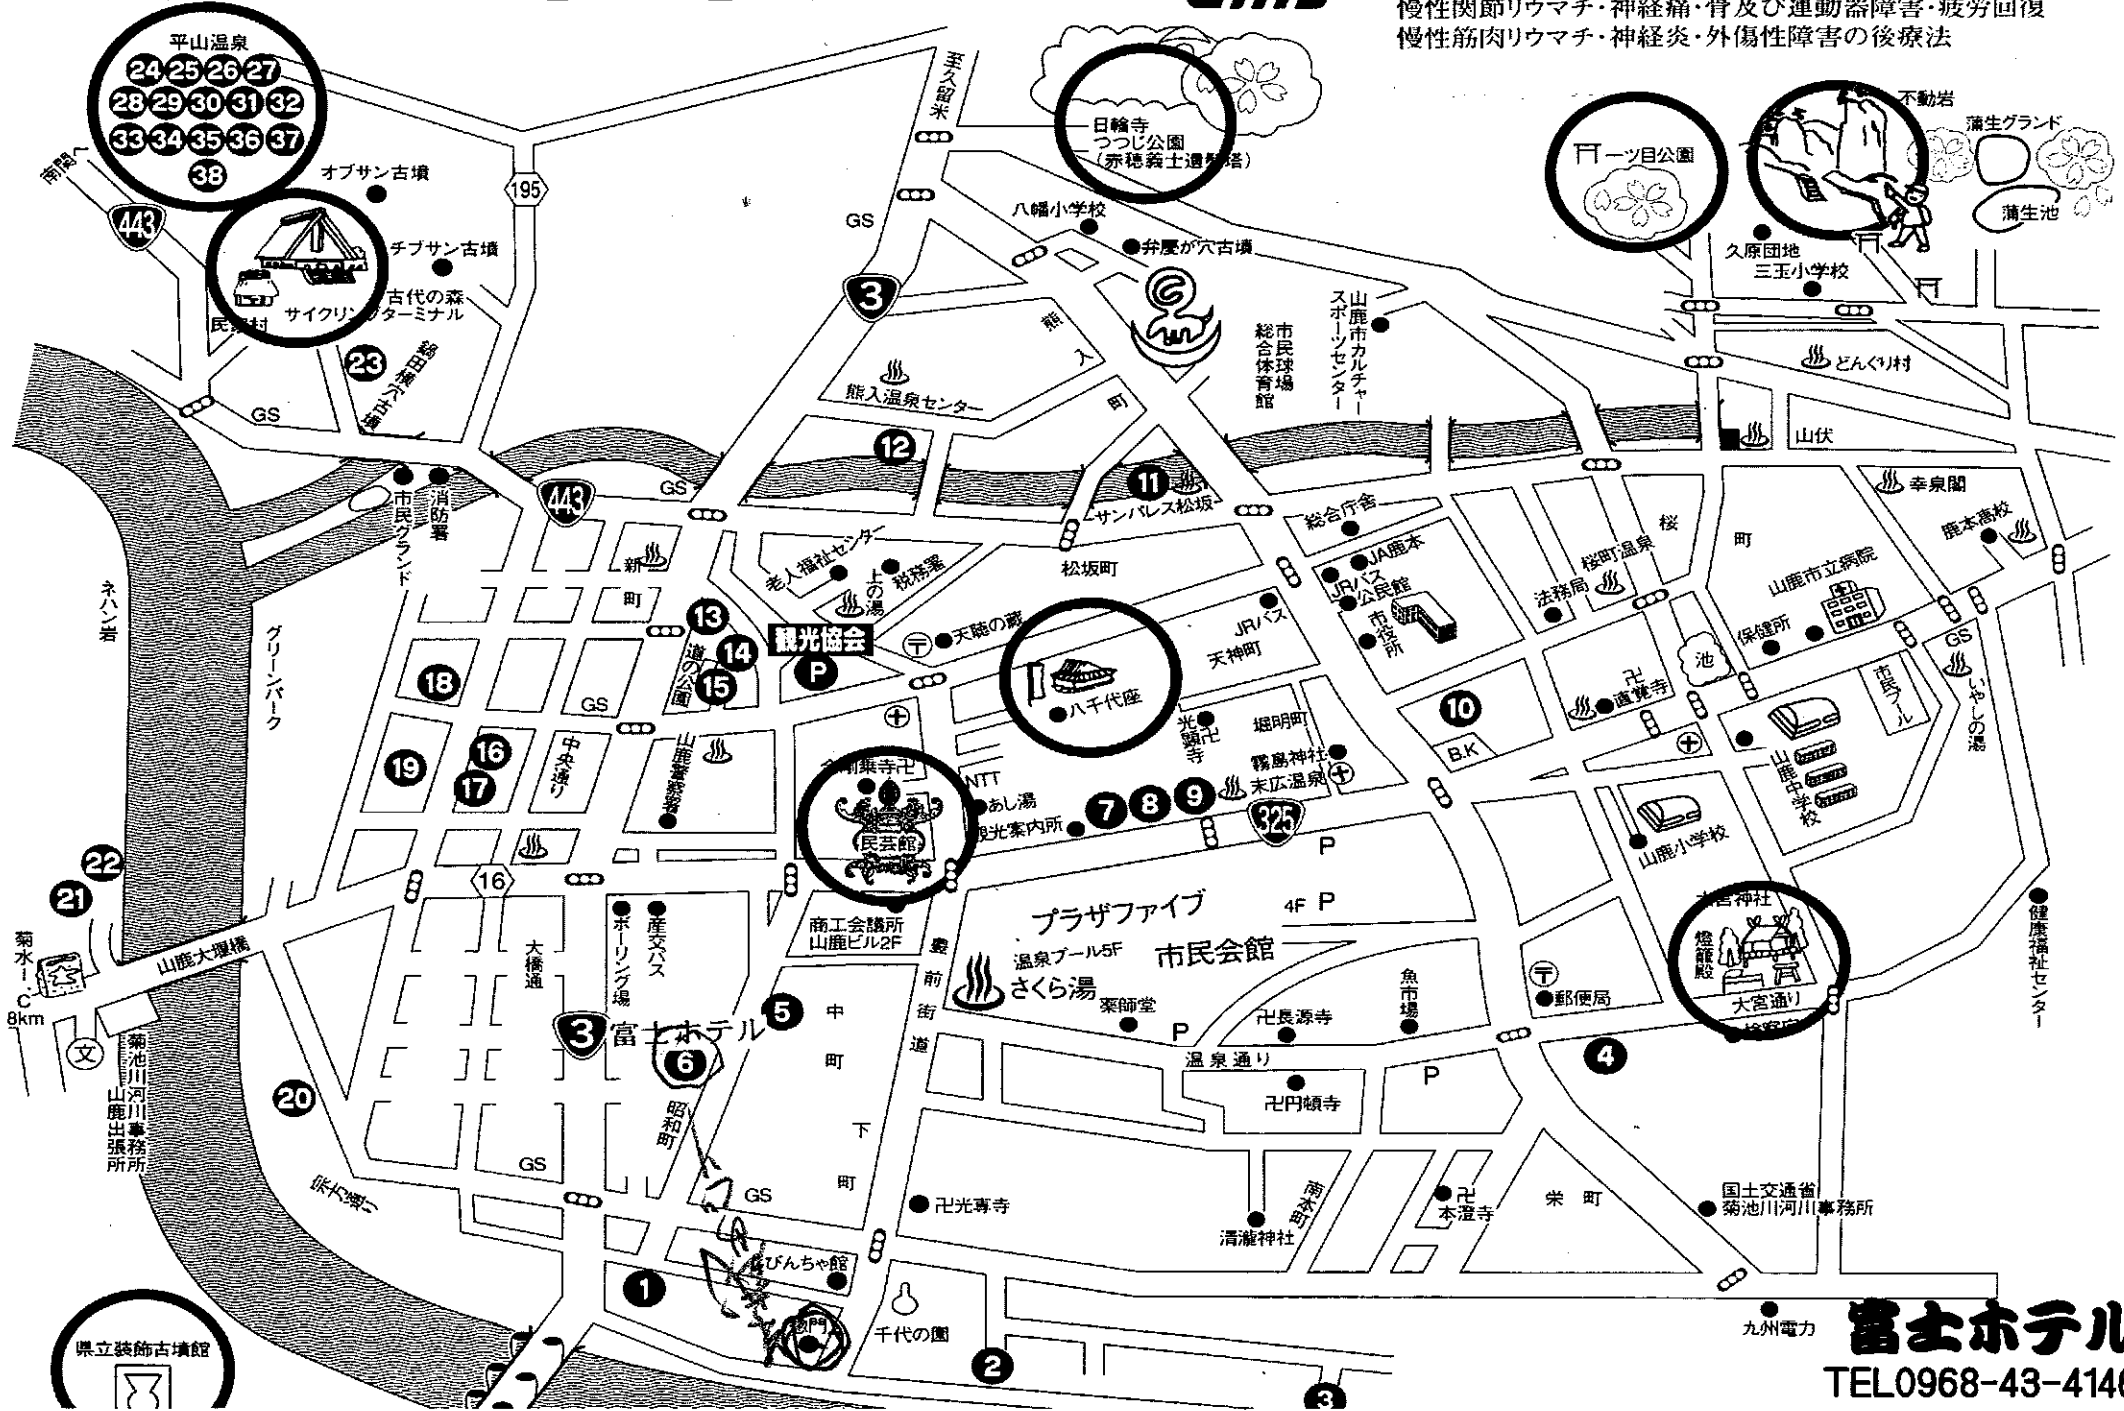 慢性関節リウマチ・神経痛・骨及び運動器障害・疲労回復
慢性筋肉リウマチ・神経炎・外傷性障害の後療法
平山温泉
24 25 26 27
28 29 30 31 32
33 34 35 36 37
38
南関へ
443
オブサン古墳
チブサン古墳
古代の森
サイクリングターミナル
195
至久留米
日輪寺
つつじ公園
GS
八幡小学校
弁慶が穴古墳
3
一ツ目公園
不動岩
蒲生グランド
蒲生池
久原団地
三玉小学校
23
鍋田横穴古墳
GS
熊入町
熊入温泉センター
市民球場
総合体育館
山鹿市カルチャー
スポーツセンター
どんぐり村
山伏
12
11
サンパレス松坂
幸泉閣
鹿本高校
市民グランド
消防署
443
GS
新町
老人福祉センター
税務署
上の湯
松坂町
総合庁舎
JA鹿本
JRバス
公民館
市役所
桜町温泉
法務局
桜町
山鹿市立病院
保健所
GS
いやしの湯
市民プール
池
ネハン岩
グリーンパーク
13
14
15
道の公園
観光協会
P
天聴の蔵
JRバス
天神町
八千代座
18
GS
19
16
17
中央通り
山鹿警察署
光顕寺
堀明町
霧島神社
末広温泉
10
B.K
直覚寺
山鹿中学校
山鹿小学校
民芸館
NTT
あし湯
観光案内所
7
8
9
325
P
22
21
16
菊水I.C
8km
山鹿大堰橋
文
大橋通
ボーリング場
産交バス
商工会議所
山鹿ビル2F
豊前街道
プラザファイブ
4F P
温泉プール5F
市民会館
さくら湯
薬師堂
P
長源寺
魚市場
郵便局
燈籠殿
大宮通り
健康福祉センター
菊池川河川事務所
山鹿出張所
20
3
富士ホテル
5
6
中町
昭和町
下町
温泉通り
P
4
円頓寺
GS
宗方通り
GS
光専寺
清瀧神社
本澄寺
栄町
国土交通省
菊池川河川事務所
1
びんちゃ館
千代の園
2
3
県立装飾古墳館
九州電力
富士ホテル
TEL0968-43-414